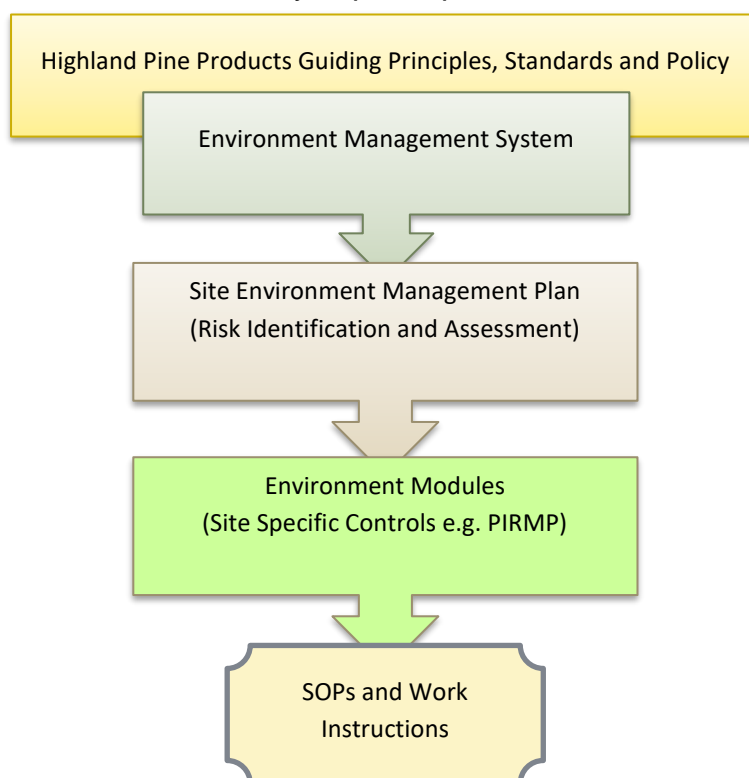 Highland Pine Products Guiding Principles, Standards and Policy
Environment Management System
Site Environment Management Plan
(Risk Identification and Assessment)
Environment Modules
(Site Specific Controls e.g. PIRMP)
SOPs and Work
Instructions